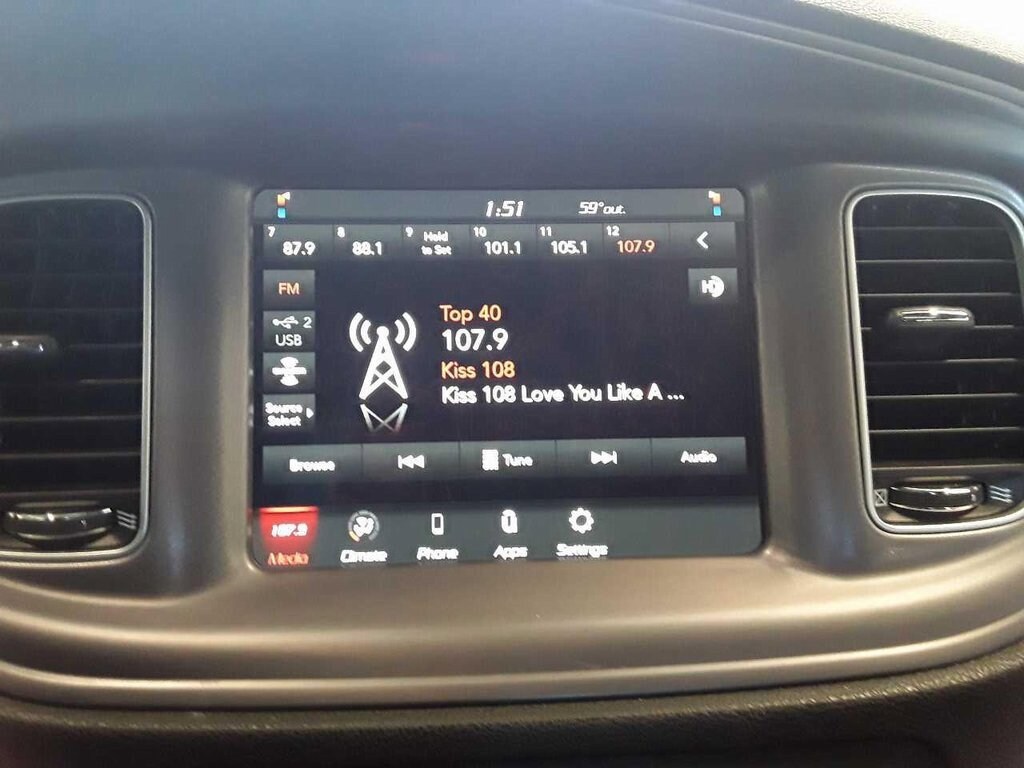 1:51 59° out.
7 8 9 10 11 12
87.9 88.1 Hold to Set 101.1 105.1 107.9
FM HD
2
USB
Top 40
107.9
Kiss 108
Kiss 108 Love You Like A ...
Source
Select
Browse Tune Audio
107.9
Media Climate Phone Apps Settings